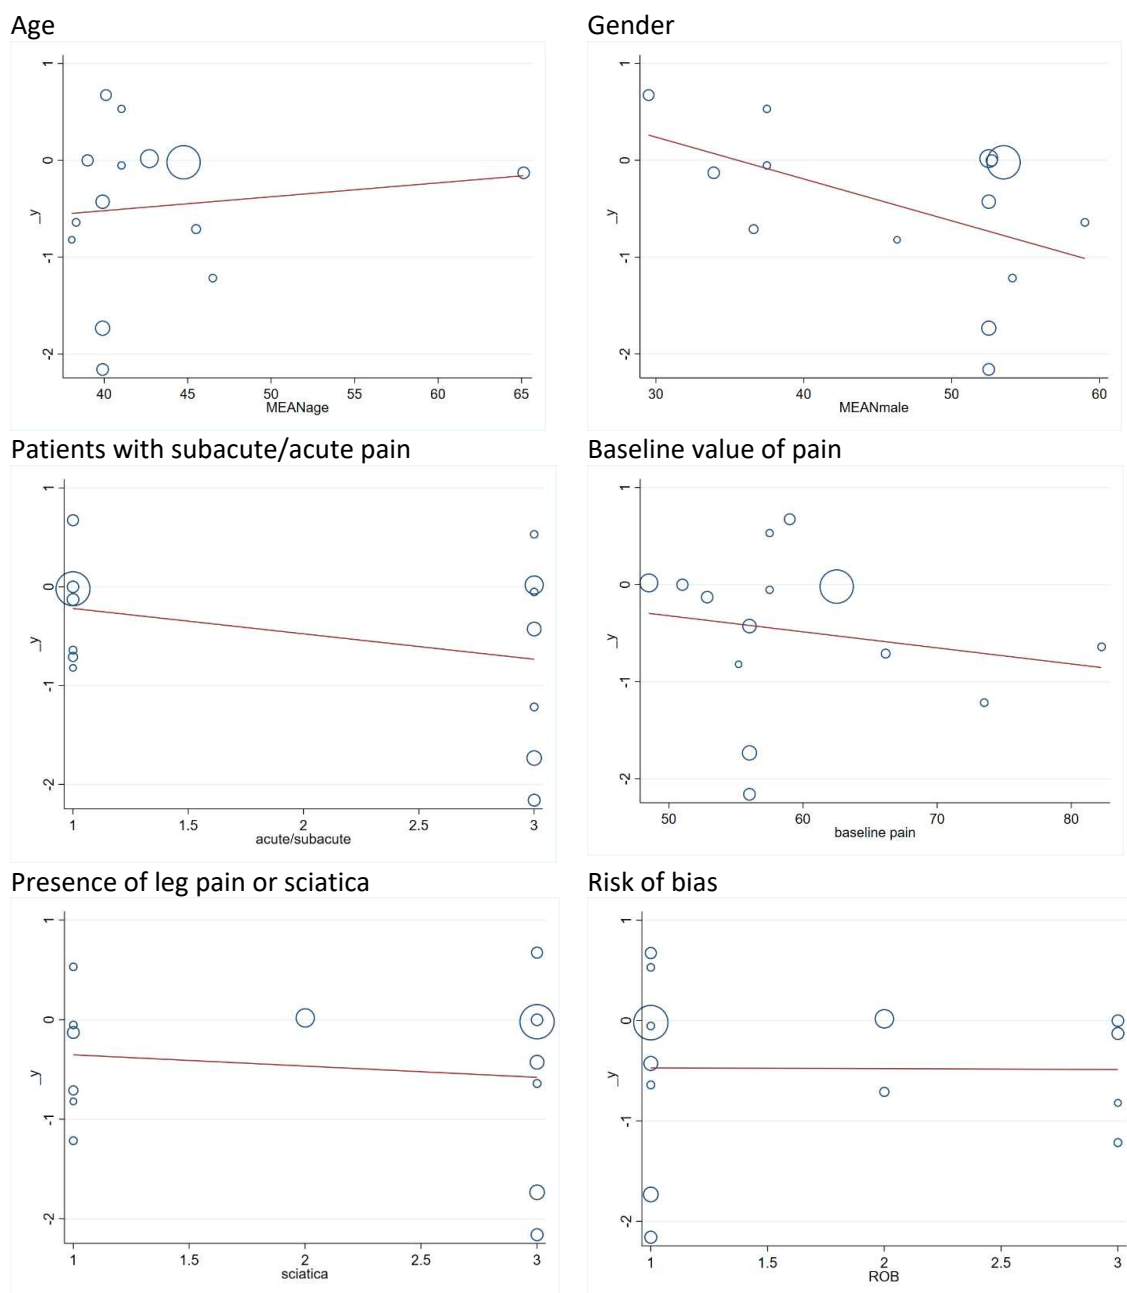 Age
Gender
1
0
-1
-2
_y
40
45
50
55
60
65
MEANage
1
0
-1
-2
_y
30
40
50
60
MEANmale
Patients with subacute/acute pain
Baseline value of pain
1
0
-1
-2
_y
1
1.5
2
2.5
3
acute/subacute
1
0
-1
-2
_y
50
60
70
80
baseline pain
Presence of leg pain or sciatica
Risk of bias
1
0
-1
-2
_y
1
1.5
2
2.5
3
sciatica
1
0
-1
-2
_y
1
1.5
2
2.5
3
ROB